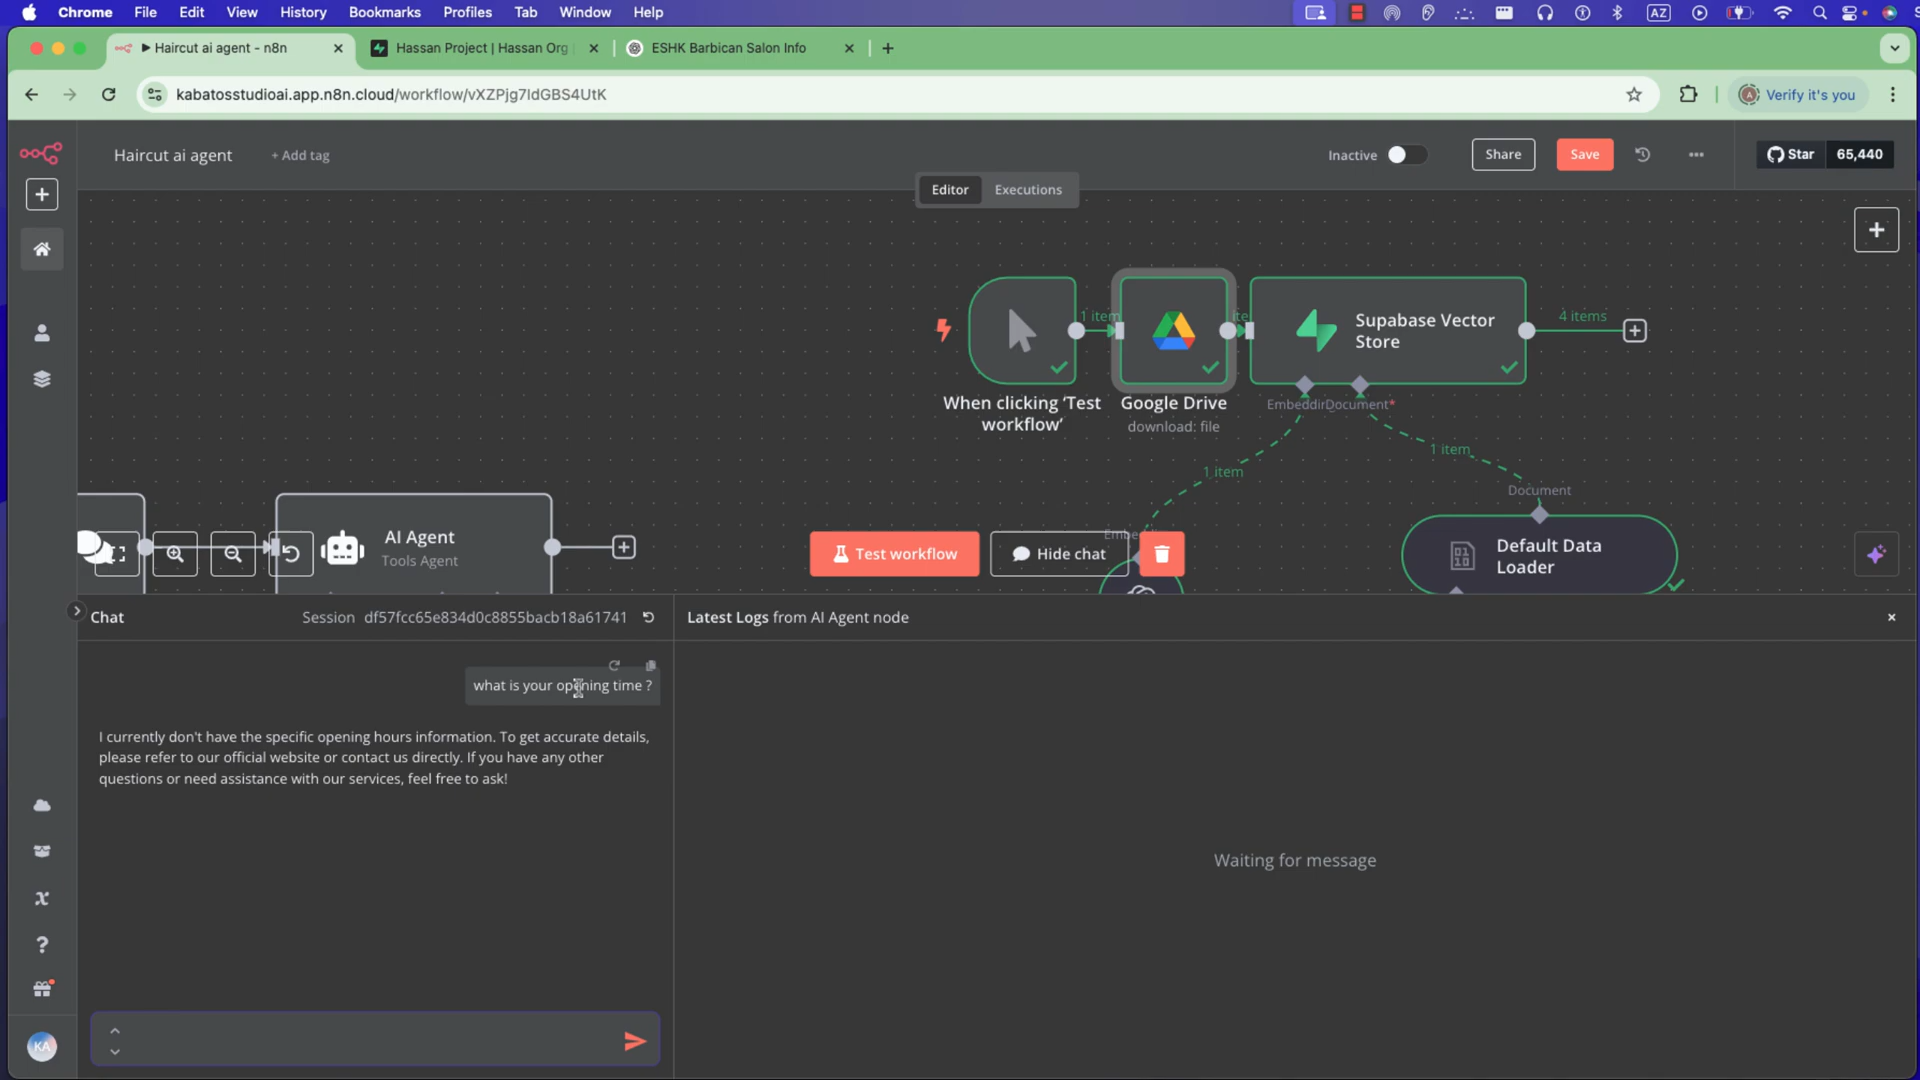 Chrome File Edit View History Bookmarks Profiles Tab Window Help AZ
Haircut ai agent - n8n
Hassan Project | Hassan Org
ESHK Barbican Salon Info
kabatosstudioai.app.n8n.cloud/workflow/vXZPjg7IdGBS4UtK
Verify it's you
Haircut ai agent
+ Add tag
Inactive
Share
Save
Star
65,440
Editor
Executions
1 item
Supabase Vector
Store
4 items
When clicking ‘Test
workflow’
Google Drive
download: file
Document*
1 item
1 item
Document
AI Agent
Tools Agent
Test workflow
Hide chat
Default Data
Loader
Chat
Session df57fcc65e834d0c8855bacb18a61741
Latest Logs from AI Agent node
what is your opening time ?
I currently don't have the specific opening hours information. To get accurate details,
please refer to our official website or contact us directly. If you have any other
questions or need assistance with our services, feel free to ask!
Waiting for message
KA